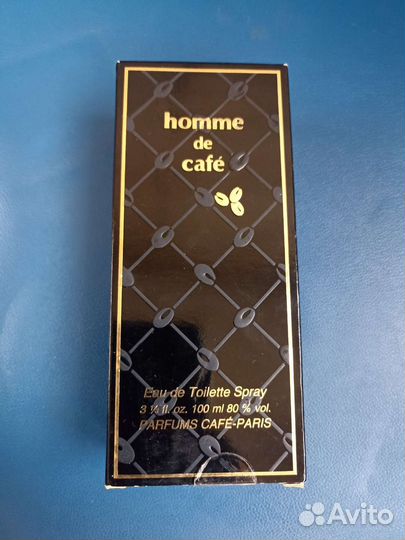 homme
de
café
Eau de Toilette Spray
3 ⅓ fl. oz. 100 ml 80 % vol.
PARFUMS CAFÉ-PARIS
Avito